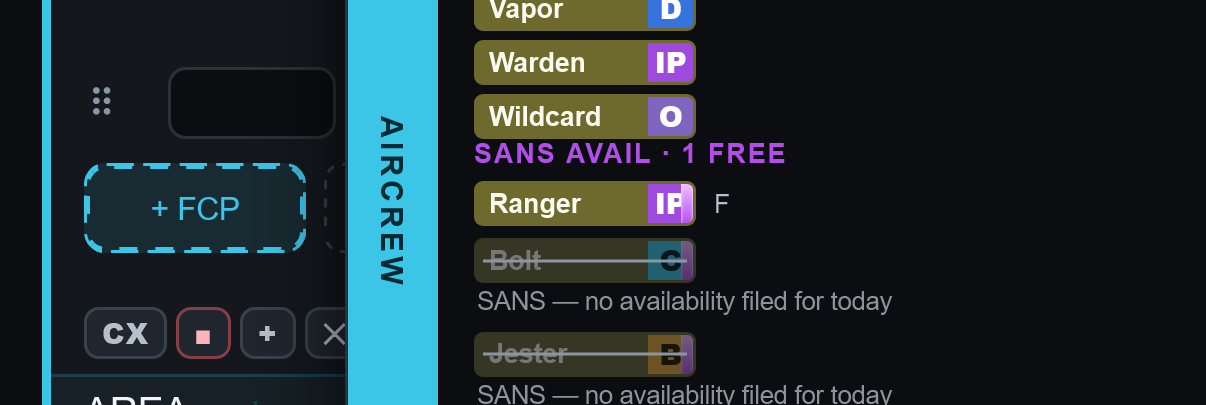 Vapor D
Warden IP
Wildcard O
SANS AVAIL · 1 FREE
Ranger IP F
Bolt C
SANS — no availability filed for today
Jester B
SANS — no availability filed for today
AIRCREW
+ FCP
CX + ×
AREA